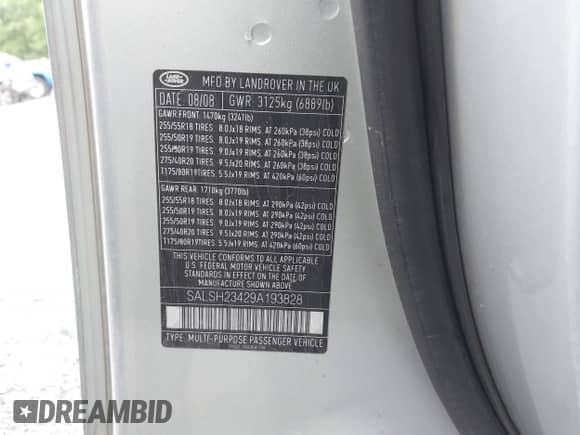 LAND ROVER
MFD BY LANDROVER IN THE UK
DATE: 08/08 GWR: 3125kg (6889lb)
GAWR FRONT: 1470kg (3241lb)
255/55R18 TIRES. 8.0Jx18 RIMS. AT 260kPa (38psi) COLD
255/50R19 TIRES. 8.0Jx19 RIMS. AT 260kPa (38psi) COLD
255/50R19 TIRES. 9.0Jx19 RIMS. AT 260kPa (38psi) COLD
275/40R20 TIRES. 9.5Jx20 RIMS. AT 260kPa (38psi) COLD
T175/80R19TIRES. 5.5Jx19 RIMS. AT 420kPa (60psi) COLD
GAWR REAR: 1710kg (3770lb)
255/55R18 TIRES. 8.0Jx18 RIMS. AT 290kPa (42psi) COLD
255/50R19 TIRES. 8.0Jx19 RIMS. AT 290kPa (42psi) COLD
255/50R19 TIRES. 9.0Jx19 RIMS. AT 290kPa (42psi) COLD
275/40R20 TIRES. 9.5Jx20 RIMS. AT 290kPa (42psi) COLD
T175/80R19TIRES. 5.5Jx19 RIMS. AT 420kPa (60psi) COLD
THIS VEHICLE CONFORMS TO ALL APPLICABLE
U.S. FEDERAL MOTOR VEHICLE SAFETY
STANDARDS IN EFFECT ON THE DATE OF
MANUFACTURE SHOWN ABOVE
SALSH23429A193828
TYPE: MULTI-PURPOSE PASSENGER VEHICLE
DREAMBID